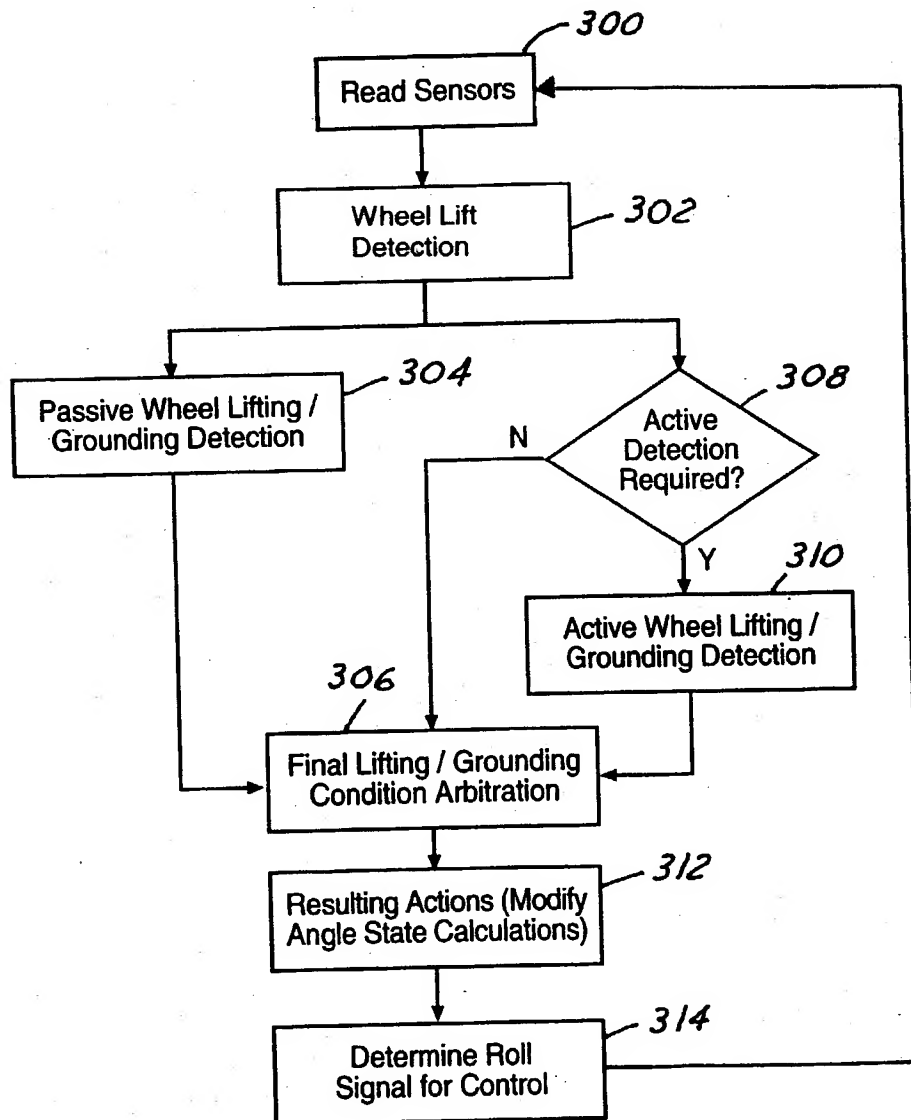 300
Read Sensors
302
Wheel Lift
Detection
304
Passive Wheel Lifting /
Grounding Detection
308
Active
Detection
Required?
N
Y
310
Active Wheel Lifting /
Grounding Detection
306
Final Lifting / Grounding
Condition Arbitration
312
Resulting Actions (Modify
Angle State Calculations)
314
Determine Roll
Signal for Control